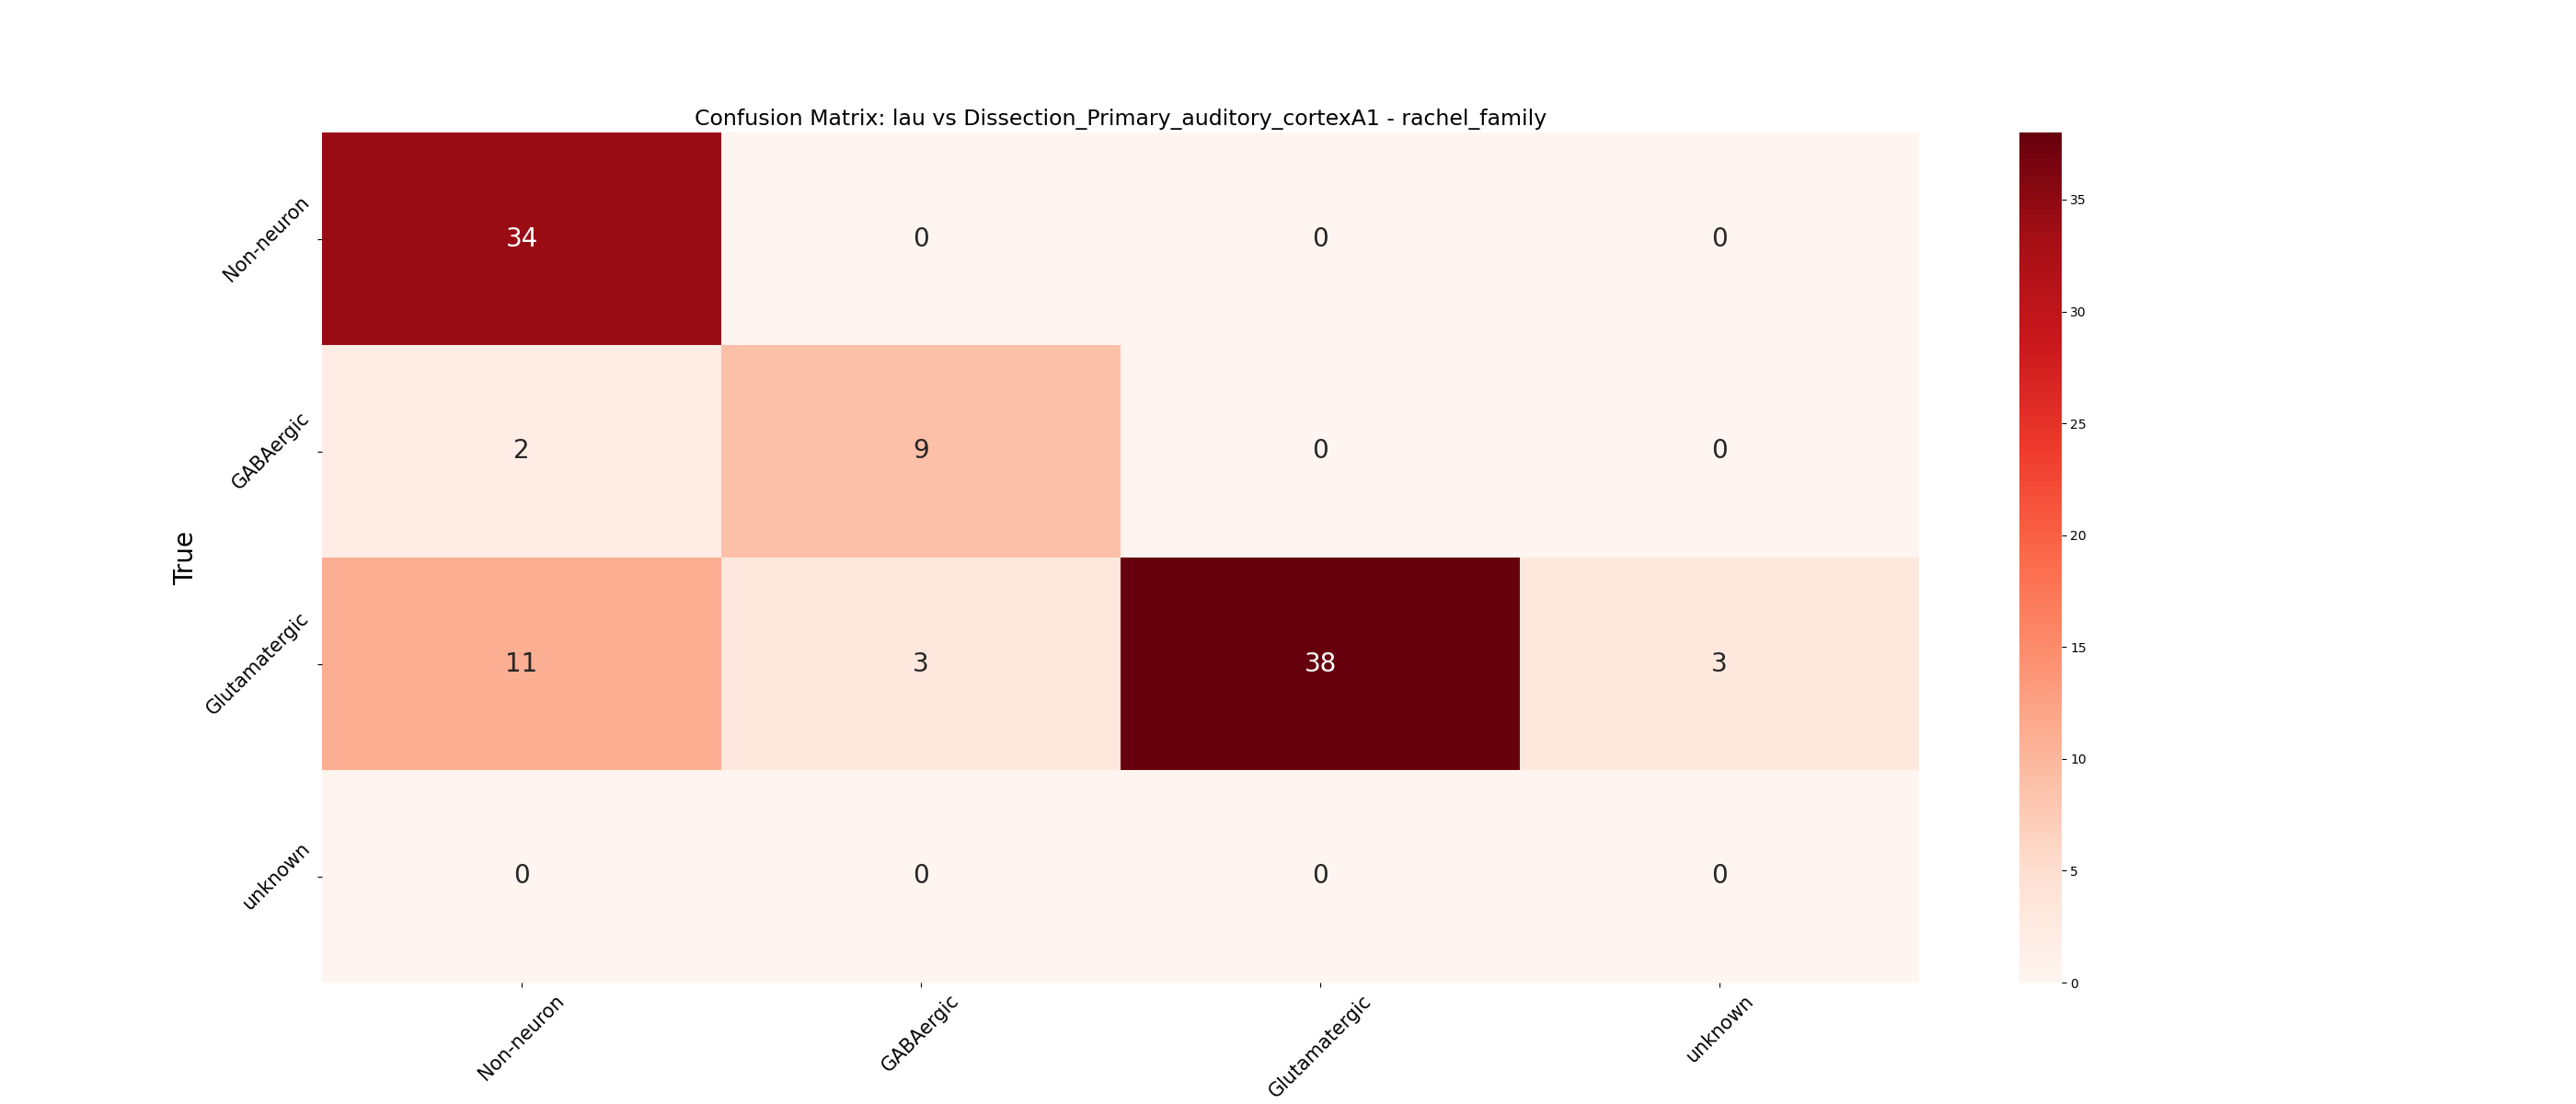 Confusion Matrix: lau vs Dissection_Primary_auditory_cortexA1 - rachel_family
True
Non-neuron
34 0 0 0
GABAergic
2 9 0 0
Glutamatergic
11 3 38 3
unknown
0 0 0 0
Non-neuron GABAergic Glutamatergic unknown
35
30
25
20
15
10
5
0